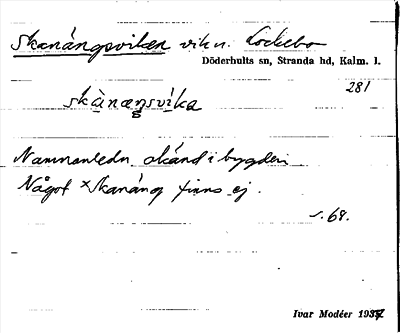 Skanängsviken vik n. Lockebo
Döderhults sn, Stranda hd, Kalm. l.
281
skànæŋsvíka
Namnanledn okänd i bygden
Något × Skanäng finns ej.
s. 68.
Ivar Modéer 1937